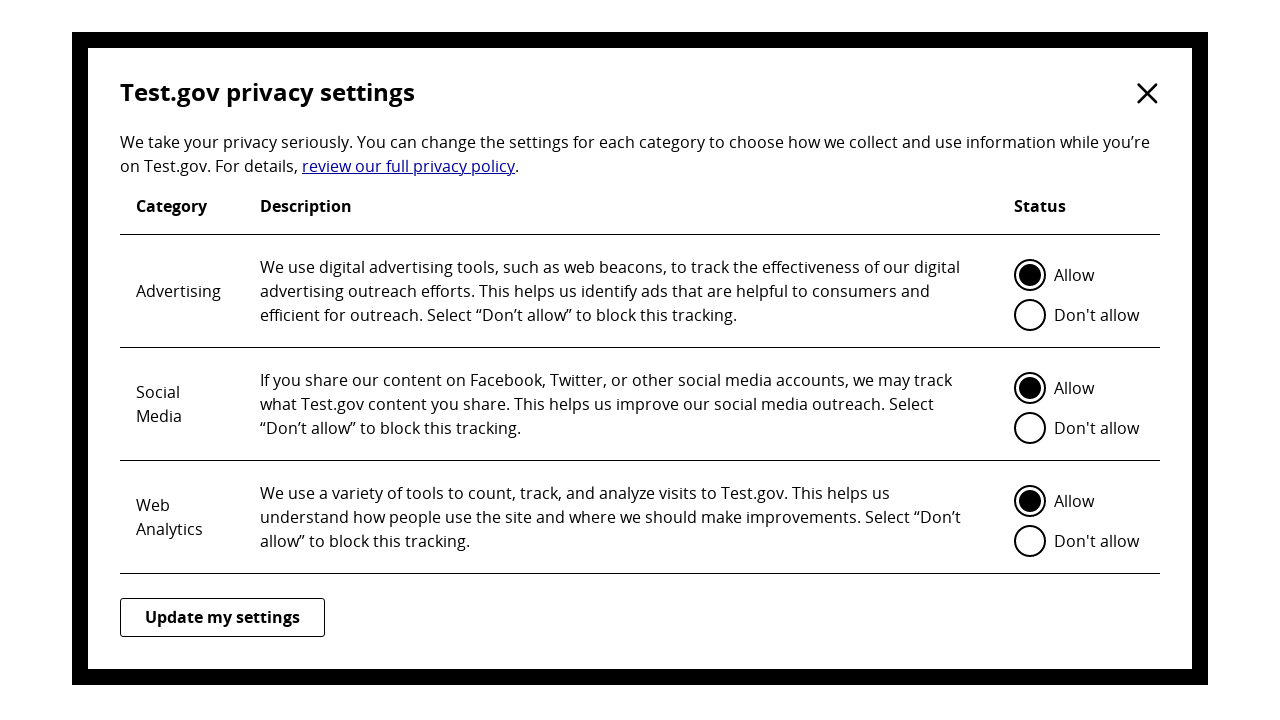 Test.gov privacy settings
We take your privacy seriously. You can change the settings for each category to choose how we collect and use information while you’re
on Test.gov. For details, review our full privacy policy.
Category Description Status
Advertising
We use digital advertising tools, such as web beacons, to track the effectiveness of our digital
advertising outreach efforts. This helps us identify ads that are helpful to consumers and
efficient for outreach. Select “Don’t allow” to block this tracking.
Allow
Don't allow
Social
Media
If you share our content on Facebook, Twitter, or other social media accounts, we may track
what Test.gov content you share. This helps us improve our social media outreach. Select
“Don’t allow” to block this tracking.
Allow
Don't allow
Web
Analytics
We use a variety of tools to count, track, and analyze visits to Test.gov. This helps us
understand how people use the site and where we should make improvements. Select “Don’t
allow” to block this tracking.
Allow
Don't allow
Update my settings